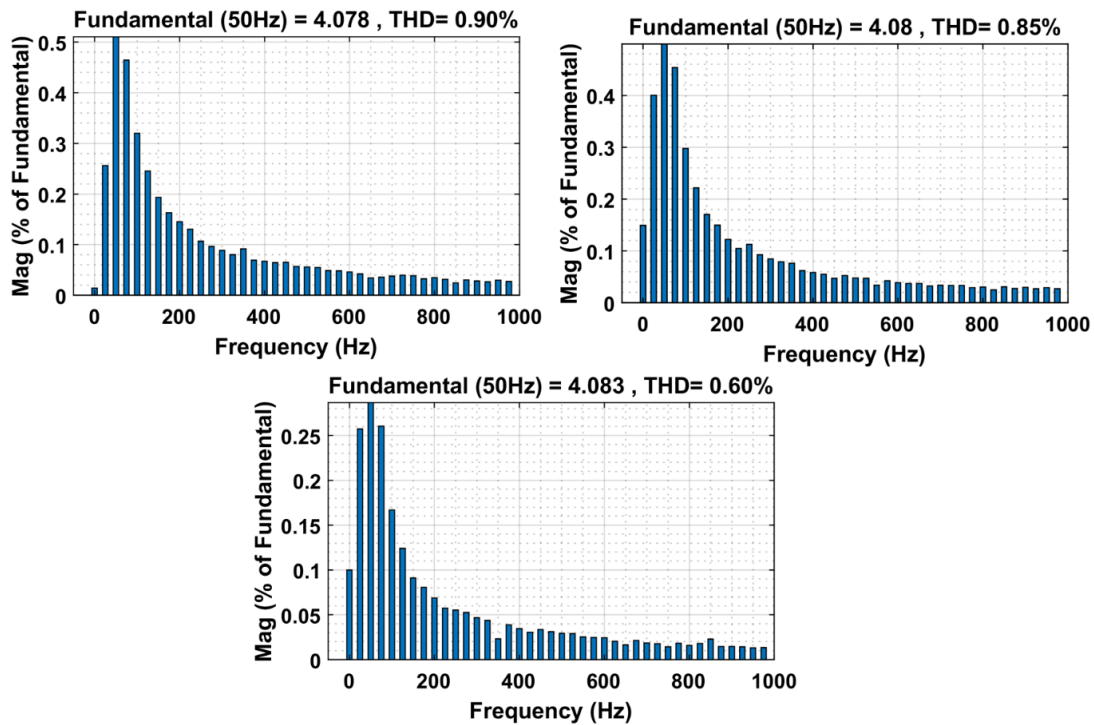 Fundamental (50Hz) = 4.078 , THD= 0.90%
Mag (% of Fundamental)
0.5
0.4
0.3
0.2
0.1
0
0 200 400 600 800 1000
Frequency (Hz)
Fundamental (50Hz) = 4.08 , THD= 0.85%
Mag (% of Fundamental)
0.4
0.3
0.2
0.1
0
0 200 400 600 800 1000
Frequency (Hz)
Fundamental (50Hz) = 4.083 , THD= 0.60%
Mag (% of Fundamental)
0.25
0.2
0.15
0.1
0.05
0
0 200 400 600 800 1000
Frequency (Hz)